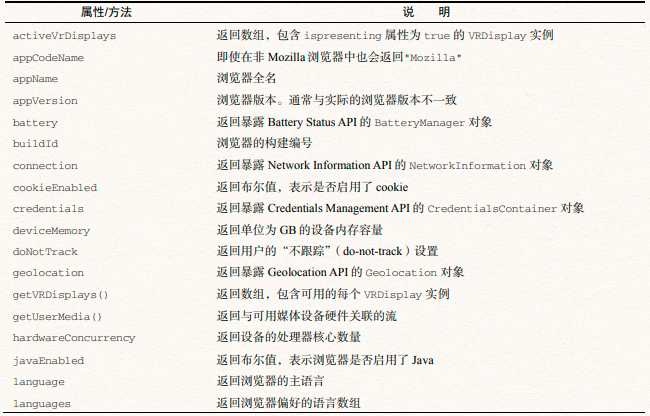 属性/方法 说 明
activeVrDisplays 返回数组，包含 ispresenting 属性为 true 的 VRDisplay 实例
appCodeName 即使在非 Mozilla 浏览器中也会返回"Mozilla"
appName 浏览器全名
appVersion 浏览器版本。通常与实际的浏览器版本不一致
battery 返回暴露 Battery Status API 的 BatteryManager 对象
buildId 浏览器的构建编号
connection 返回暴露 Network Information API 的 NetworkInformation 对象
cookieEnabled 返回布尔值，表示是否启用了 cookie
credentials 返回暴露 Credentials Management API 的 CredentialsContainer 对象
deviceMemory 返回单位为 GB 的设备内存容量
doNotTrack 返回用户的“不跟踪”（do-not-track）设置
geolocation 返回暴露 Geolocation API 的 Geolocation 对象
getVRDisplays() 返回数组，包含可用的每个 VRDisplay 实例
getUserMedia() 返回与可用媒体设备硬件关联的流
hardwareConcurrency 返回设备的处理器核心数量
javaEnabled 返回布尔值，表示浏览器是否启用了 Java
language 返回浏览器的主语言
languages 返回浏览器偏好的语言数组